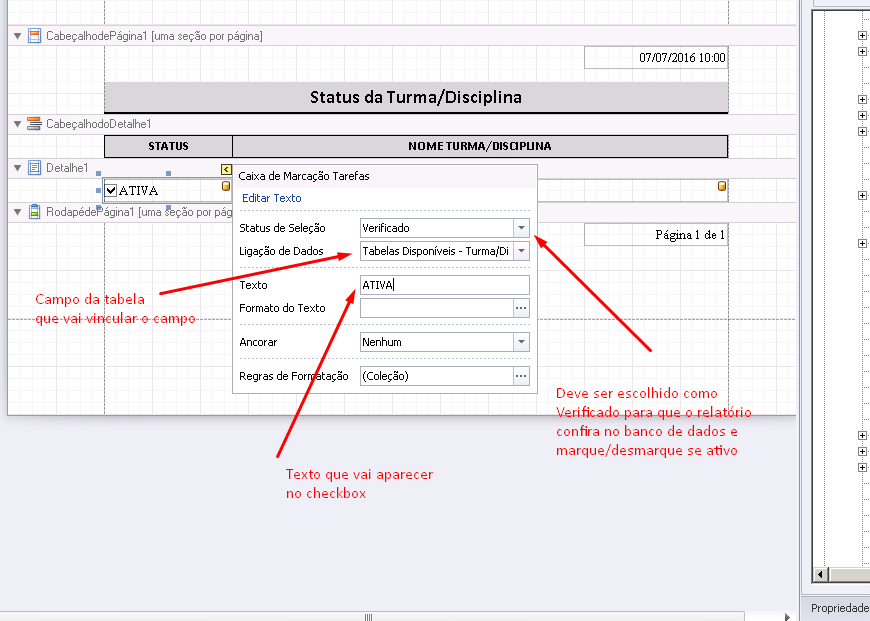 CabeçalhodePágina1 [uma seção por página]
07/07/2016 10:00
Status da Turma/Disciplina
CabeçalhodoDetalhe1
STATUS
NOME TURMA/DISCIPLINA
Detalhe1
ATIVA
RodapédePágina1 [uma seção por pág
Página 1 de 1
Caixa de Marcação Tarefas
Editar Texto
Status de Seleção
Verificado
Ligação de Dados
Tabelas Disponíveis - Turma/Di
Texto
ATIVA
Formato do Texto
...
Ancorar
Nenhum
Regras de Formatação
(Coleção)
...
Campo da tabela
que vai vincular o campo
Deve ser escolhido como
Verificado para que o relatório
confira no banco de dados e
marque/desmarque se ativo
Texto que vai aparecer
no checkbox
Propriedade